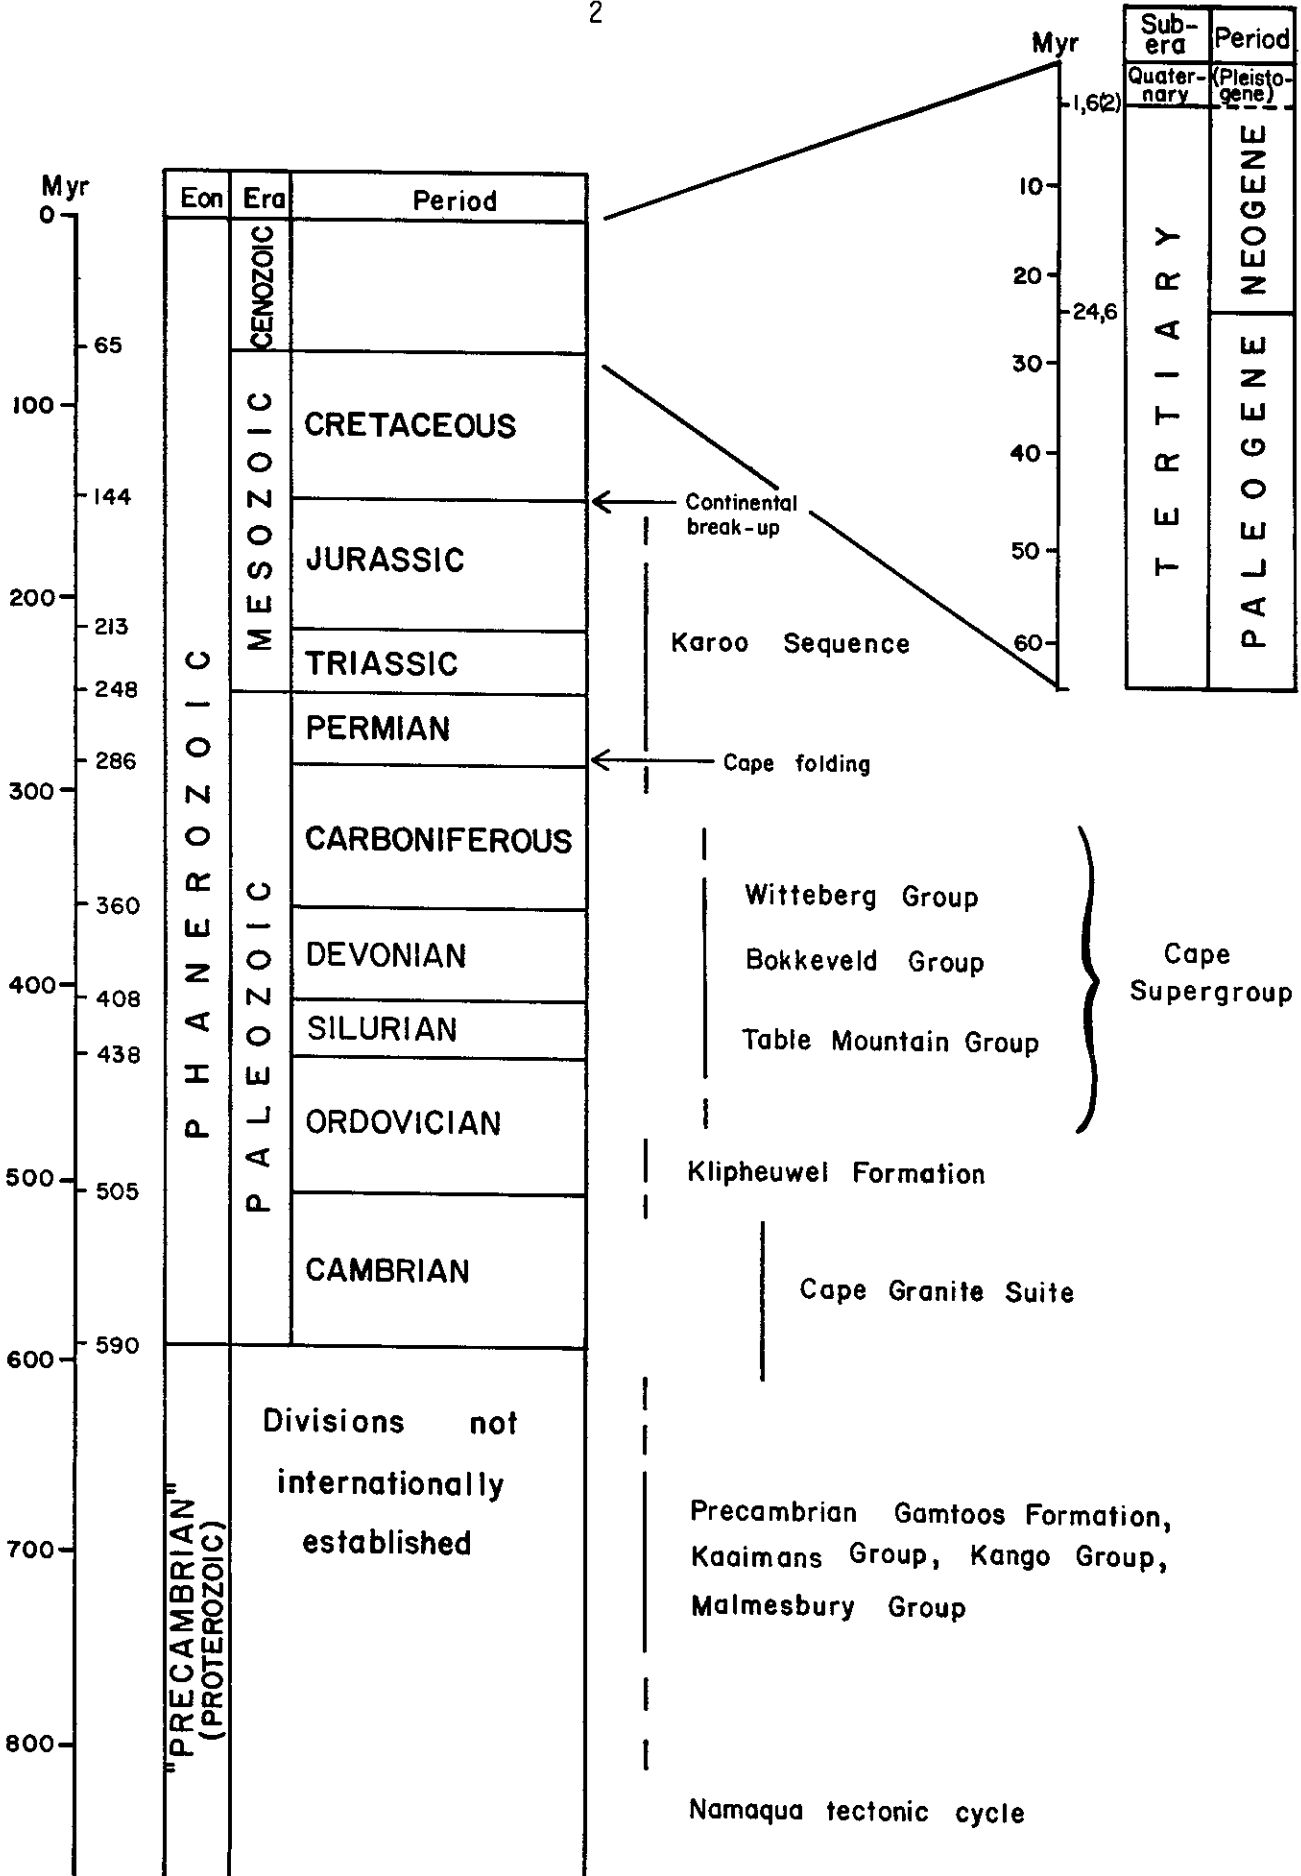 2
Myr
Eon Era Period
0
65
100
144
200
213
248
286
300
360
400
408
438
500
505
590
600
700
800
PHANEROZOIC
"PRECAMBRIAN"
(PROTEROZOIC)
CENOZOIC
MESOZOIC
PALEOZOIC
CRETACEOUS
JURASSIC
TRIASSIC
PERMIAN
CARBONIFEROUS
DEVONIAN
SILURIAN
ORDOVICIAN
CAMBRIAN
Divisions not
internationally
established
Continental
break-up
Karoo Sequence
Cape folding
Witteberg Group
Bokkeveld Group
Table Mountain Group
Cape
Supergroup
Klipheuwel Formation
Cape Granite Suite
Precambrian Gamtoos Formation,
Kaaimans Group, Kango Group,
Malmesbury Group
Namaqua tectonic cycle
Myr
1,6(2)
10
20
24,6
30
40
50
60
Sub-
era
Period
Quater-
nary
(Pleisto-
gene)
TERTIARY
NEOGENE
PALEOGENE